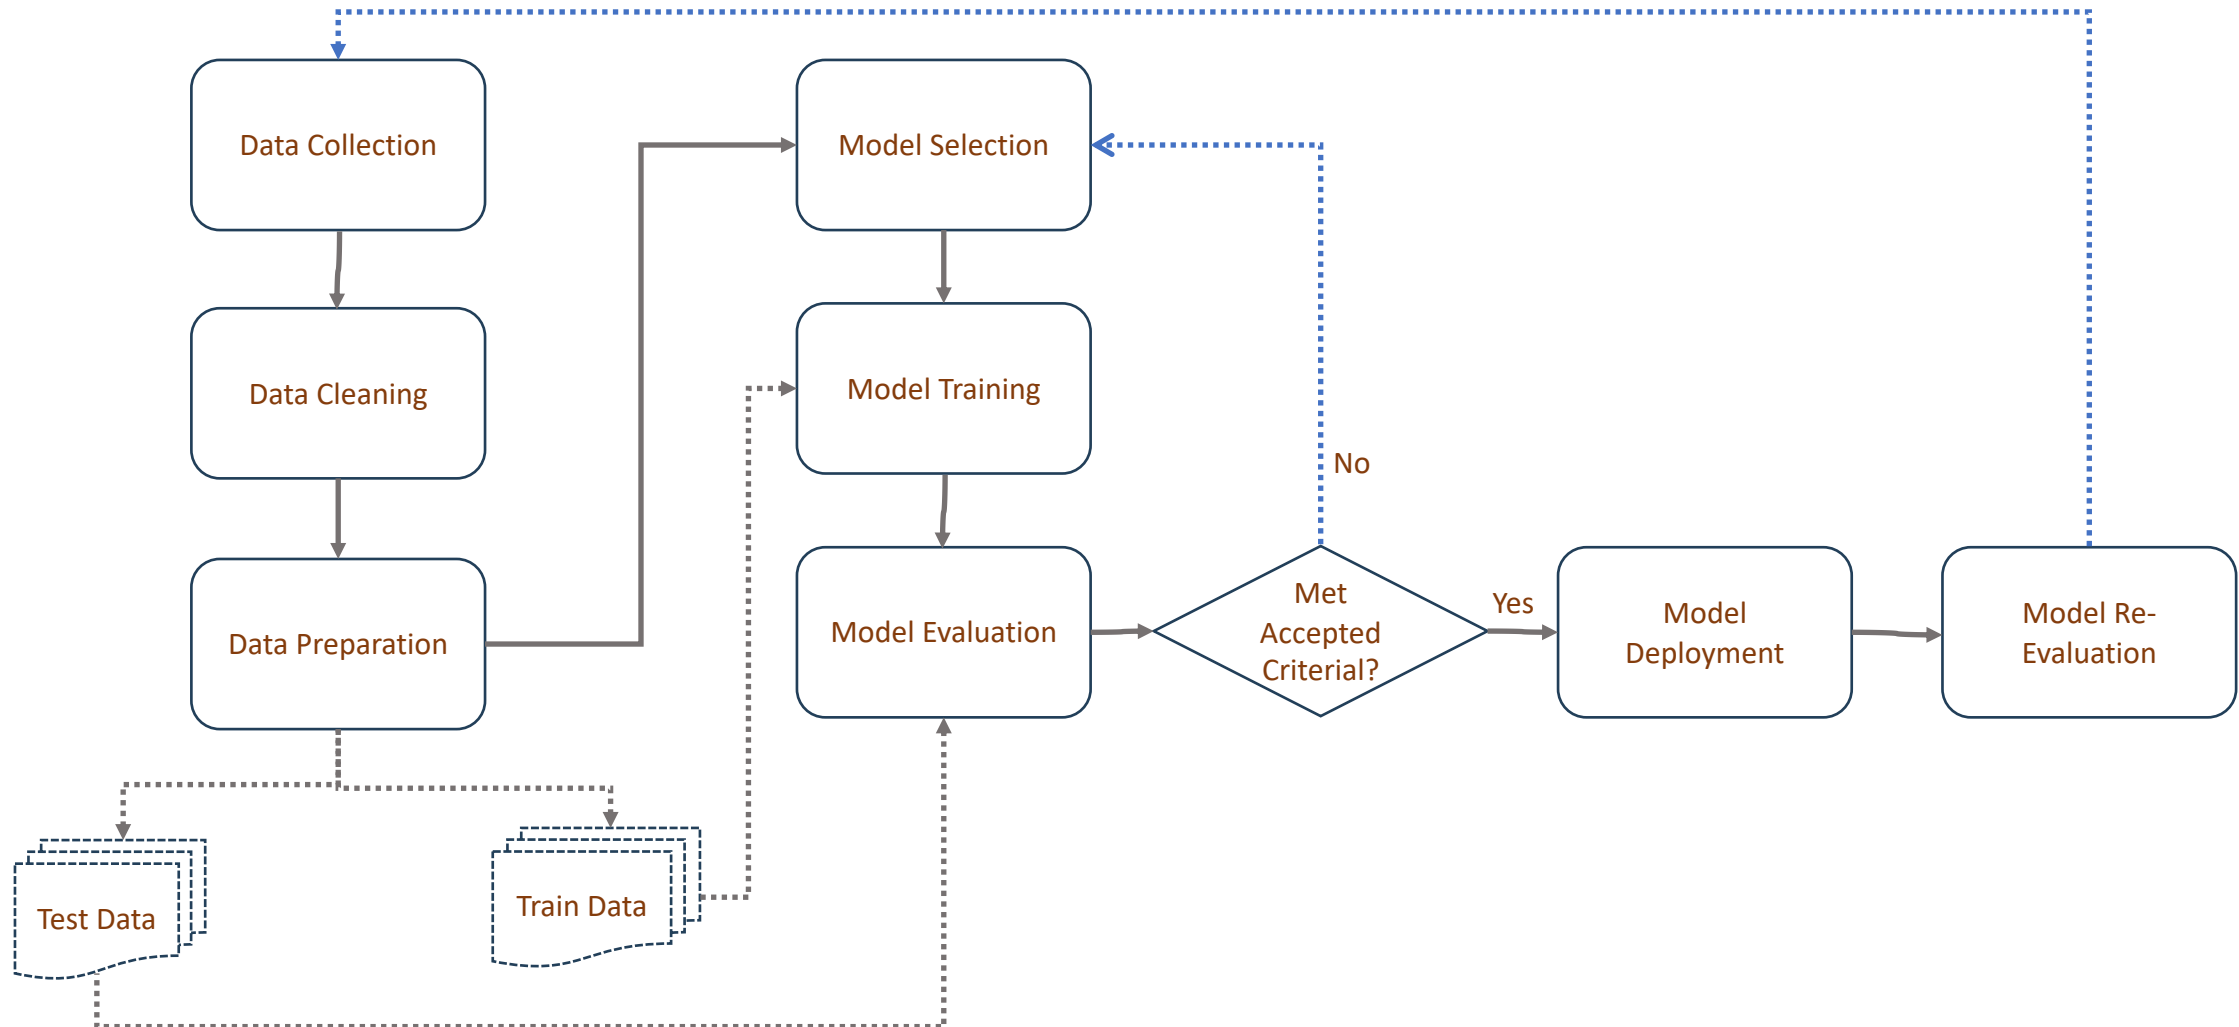 Data Collection
Data Cleaning
Data Preparation
Test Data
Train Data
Model Selection
Model Training
Model Evaluation
No
Met
Accepted
Criterial?
Yes
Model
Deployment
Model Re-
Evaluation